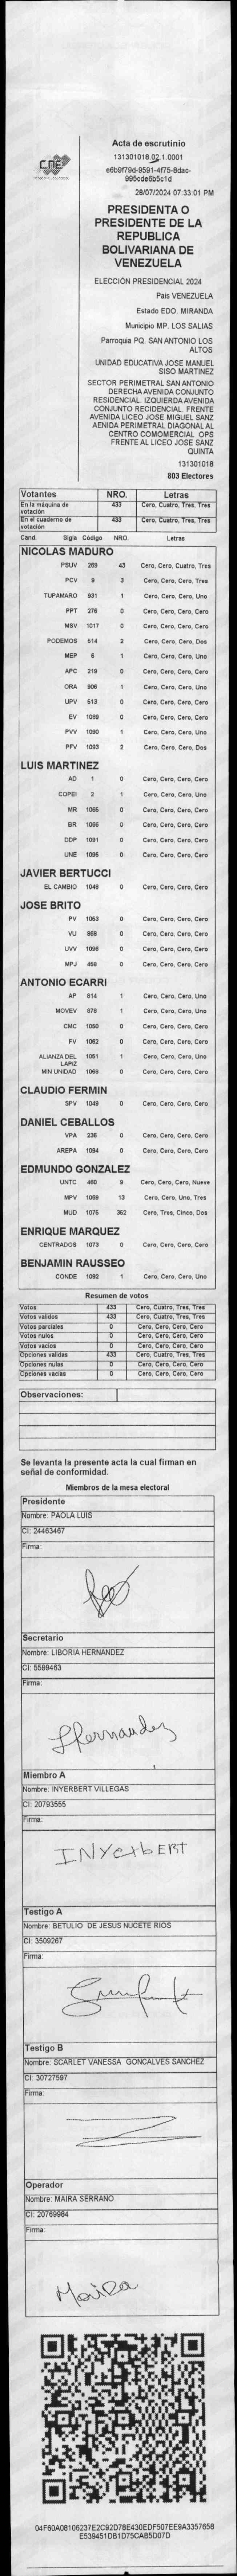 CNE
Acta de escrutinio
131301018.02.1.0001
e6b9f79d-9591-4f75-8dac-
995cde6b5c1d
28/07/2024 07:33:01 PM
PRESIDENTA O
PRESIDENTE DE LA
REPUBLICA
BOLIVARIANA DE
VENEZUELA
ELECCIÓN PRESIDENCIAL 2024
Pais VENEZUELA
Estado EDO. MIRANDA
Municipio MP. LOS SALIAS
Parroquia PQ. SAN ANTONIO LOS
ALTOS
UNIDAD EDUCATIVA JOSE MANUEL
SISO MARTINEZ
SECTOR PERIMETRAL SAN ANTONIO
DERECHA AVENIDA CONJUNTO
RESIDENCIAL. IZQUIERDA AVENIDA
CONJUNTO RECIDENCIAL. FRENTE
AVENIDA LICEO JOSE MIGUEL SANZ
AENIDA PERIMETRAL DIAGONAL AL
CENTRO COMOMERCIAL OPS
FRENTE AL LICEO JOSE SANZ
QUINTA
131301018
803 Electores
Votantes NRO. Letras
En la máquina de votación 433 Cero, Cuatro, Tres, Tres
En el cuaderno de votación 433 Cero, Cuatro, Tres, Tres
Cand. Sigla Código NRO. Letras
NICOLAS MADURO
PSUV 269 43 Cero, Cero, Cuatro, Tres
PCV 9 3 Cero, Cero, Cero, Tres
TUPAMARO 931 1 Cero, Cero, Cero, Uno
PPT 276 0 Cero, Cero, Cero, Cero
MSV 1017 0 Cero, Cero, Cero, Cero
PODEMOS 514 2 Cero, Cero, Cero, Dos
MEP 6 1 Cero, Cero, Cero, Uno
APC 219 0 Cero, Cero, Cero, Cero
ORA 906 1 Cero, Cero, Cero, Uno
UPV 513 0 Cero, Cero, Cero, Cero
EV 1089 0 Cero, Cero, Cero, Cero
PVV 1090 1 Cero, Cero, Cero, Uno
PFV 1093 2 Cero, Cero, Cero, Dos
LUIS MARTINEZ
AD 1 0 Cero, Cero, Cero, Cero
COPEI 2 1 Cero, Cero, Cero, Uno
MR 1065 0 Cero, Cero, Cero, Cero
BR 1066 0 Cero, Cero, Cero, Cero
DDP 1091 0 Cero, Cero, Cero, Cero
UNE 1095 0 Cero, Cero, Cero, Cero
JAVIER BERTUCCI
EL CAMBIO 1049 0 Cero, Cero, Cero, Cero
JOSE BRITO
PV 1053 0 Cero, Cero, Cero, Cero
VU 868 0 Cero, Cero, Cero, Cero
UVV 1096 0 Cero, Cero, Cero, Cero
MPJ 468 0 Cero, Cero, Cero, Cero
ANTONIO ECARRI
AP 814 1 Cero, Cero, Cero, Uno
MOVEV 878 1 Cero, Cero, Cero, Uno
CMC 1050 0 Cero, Cero, Cero, Cero
FV 1062 0 Cero, Cero, Cero, Cero
ALIANZA DEL LAPIZ 1051 1 Cero, Cero, Cero, Uno
MIN UNIDAD 1068 0 Cero, Cero, Cero, Cero
CLAUDIO FERMIN
SPV 1048 0 Cero, Cero, Cero, Cero
DANIEL CEBALLOS
VPA 236 0 Cero, Cero, Cero, Cero
AREPA 1094 0 Cero, Cero, Cero, Cero
EDMUNDO GONZALEZ
UNTC 460 9 Cero, Cero, Cero, Nueve
MPV 1069 13 Cero, Cero, Uno, Tres
MUD 1075 352 Cero, Tres, Cinco, Dos
ENRIQUE MARQUEZ
CENTRADOS 1073 0 Cero, Cero, Cero, Cero
BENJAMIN RAUSSEO
CONDE 1092 1 Cero, Cero, Cero, Uno
Resumen de votos
Votos 433 Cero, Cuatro, Tres, Tres
Votos validos 433 Cero, Cuatro, Tres, Tres
Votos parciales 0 Cero, Cero, Cero, Cero
Votos nulos 0 Cero, Cero, Cero, Cero
Votos vacios 0 Cero, Cero, Cero, Cero
Opciones validas 433 Cero, Cuatro, Tres, Tres
Opciones nulas 0 Cero, Cero, Cero, Cero
Opciones vacias 0 Cero, Cero, Cero, Cero
Observaciones:
Se levanta la presente acta la cual firman en
señal de conformidad.
Miembros de la mesa electoral
Presidente
Nombre: PAOLA LUIS
CI: 24463467
Firma:
Secretario
Nombre: LIBORIA HERNANDEZ
CI: 5599463
Firma:
LHernandez
Miembro A
Nombre: INYERBERT VILLEGAS
CI: 20793555
Firma:
INYerbERT
Testigo A
Nombre: BETULIO DE JESUS NUCETE RIOS
CI: 3509267
Firma:
Testigo B
Nombre: SCARLET VANESSA GONCALVES SANCHEZ
CI: 30727597
Firma:
Operador
Nombre: MAIRA SERRANO
CI: 20769984
Firma:
Maira
04F60A08106237E2C92D78E430EDF507EE9A3357658
E539451DB1D75CAB5D07D